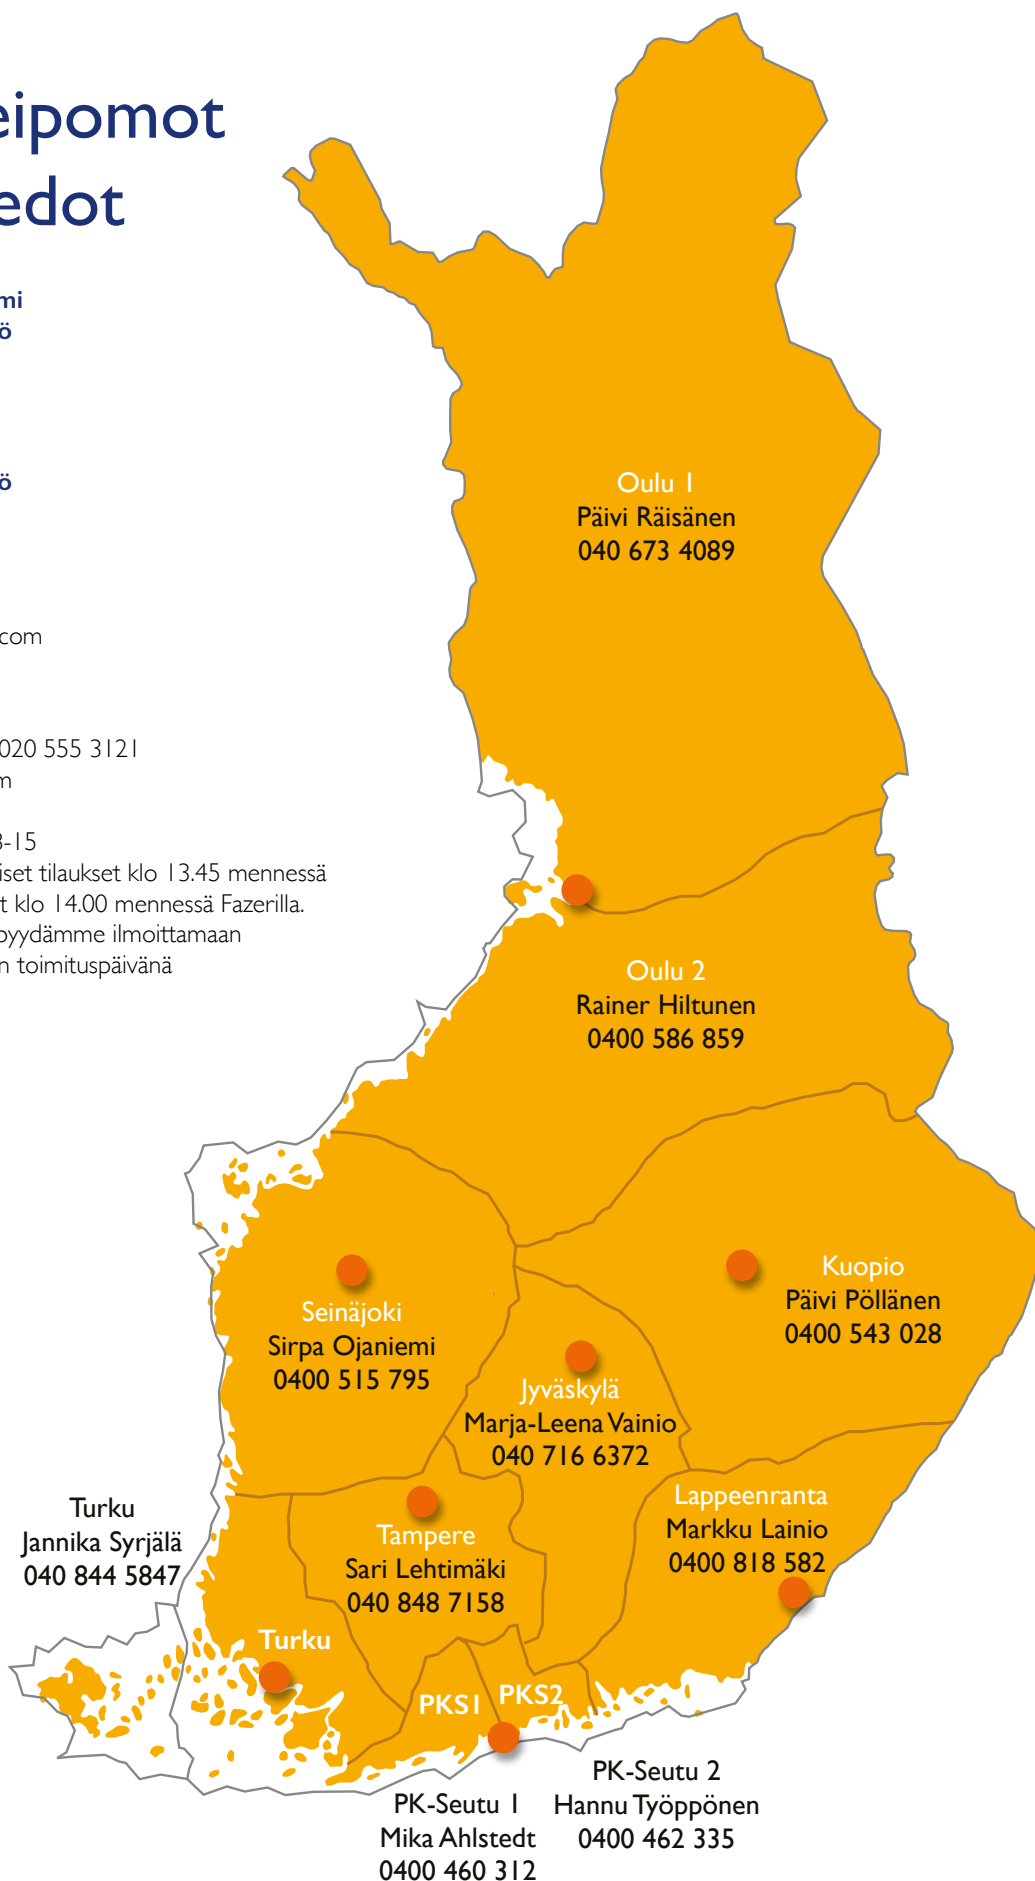 eipomot
edot
mi
ö
ö
com
020 555 3121
m
3-15
iset tilaukset klo 13.45 mennessä
t klo 14.00 mennessä Fazerilla.
pyydämme ilmoittamaan
n toimituspäivänä
Oulu 1
Päivi Räisänen
040 673 4089
Oulu 2
Rainer Hiltunen
0400 586 859
Kuopio
Päivi Pöllänen
0400 543 028
Seinäjoki
Sirpa Ojaniemi
0400 515 795
Jyväskylä
Marja-Leena Vainio
040 716 6372
Lappeenranta
Markku Lainio
0400 818 582
Turku
Jannika Syrjälä
040 844 5847
Tampere
Sari Lehtimäki
040 848 7158
Turku
PKS1
PKS2
PK-Seutu 1
Mika Ahlstedt
0400 460 312
PK-Seutu 2
Hannu Työppönen
0400 462 335